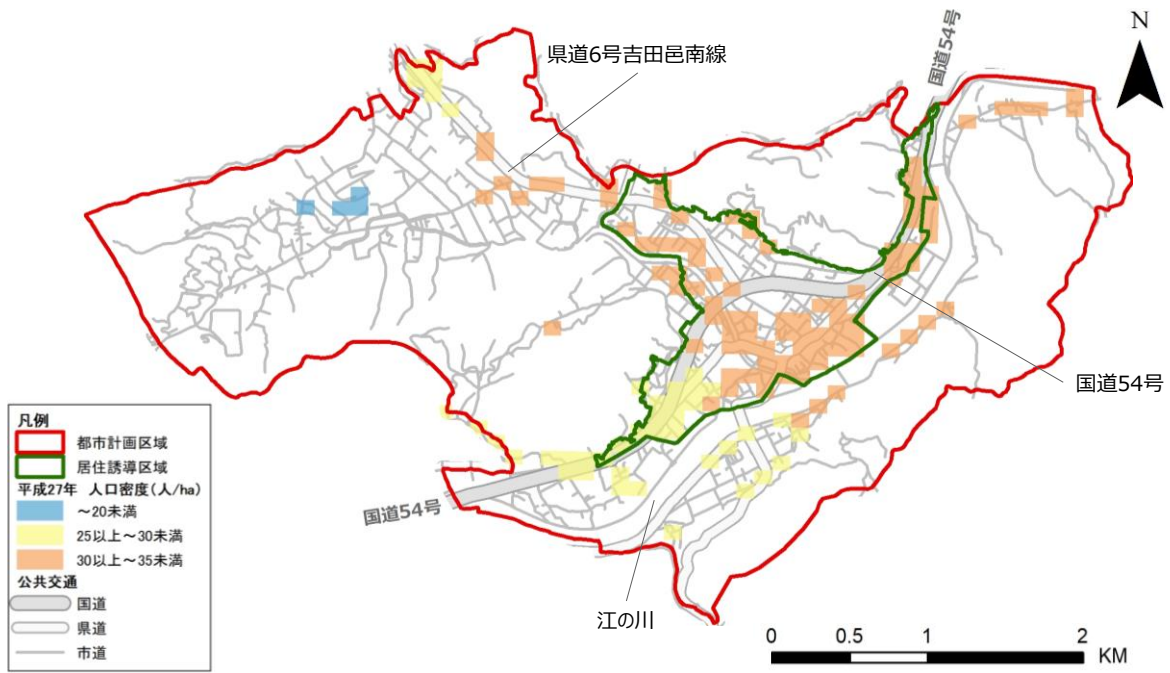 県道6号吉田邑南線
国道54号
N
国道54号
国道54号
江の川
凡例
都市計画区域
居住誘導区域
平成27年 人口密度(人/ha)
~20未満
25以上~30未満
30以上~35未満
公共交通
国道
県道
市道
0 0.5 1 2
KM